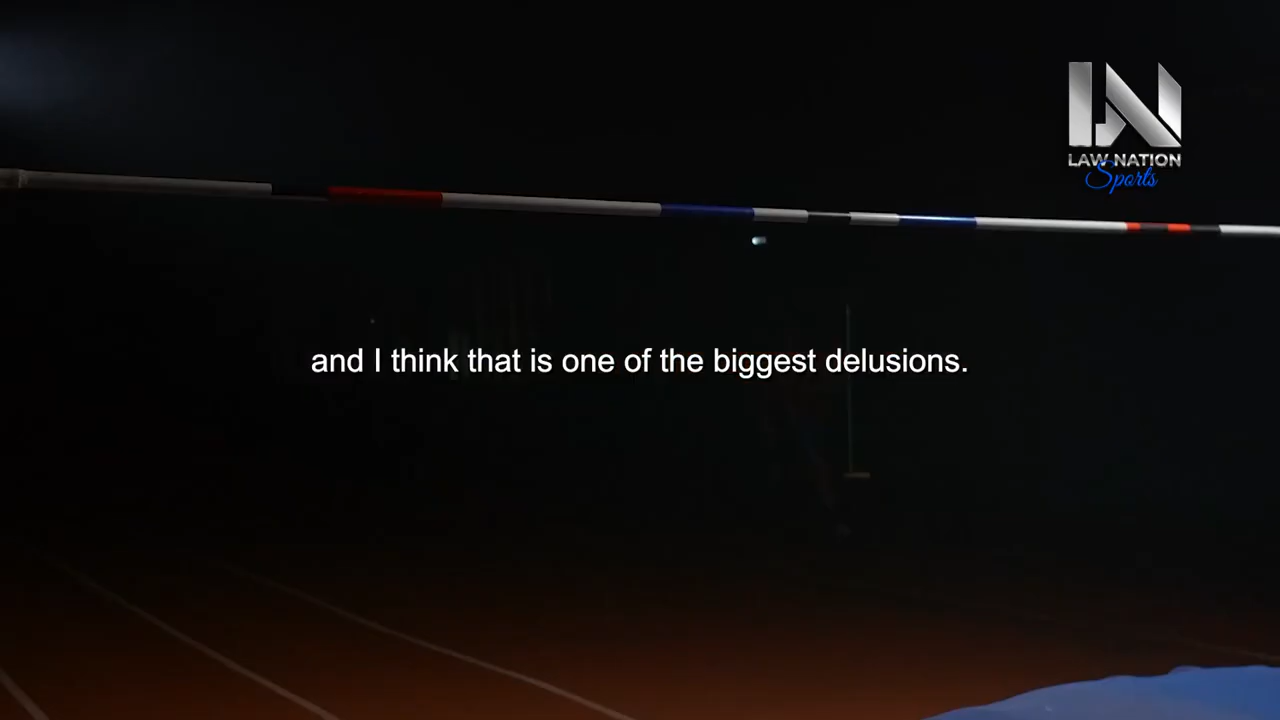 LAW NATION
Sports
and I think that is one of the biggest delusions.